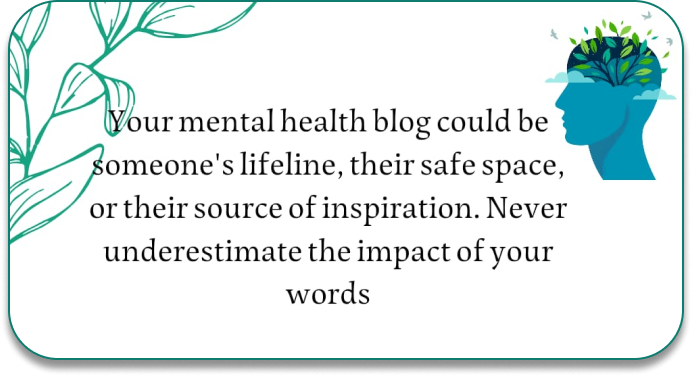 Your mental health blog could be
someone's lifeline, their safe space,
or their source of inspiration. Never
underestimate the impact of your
words